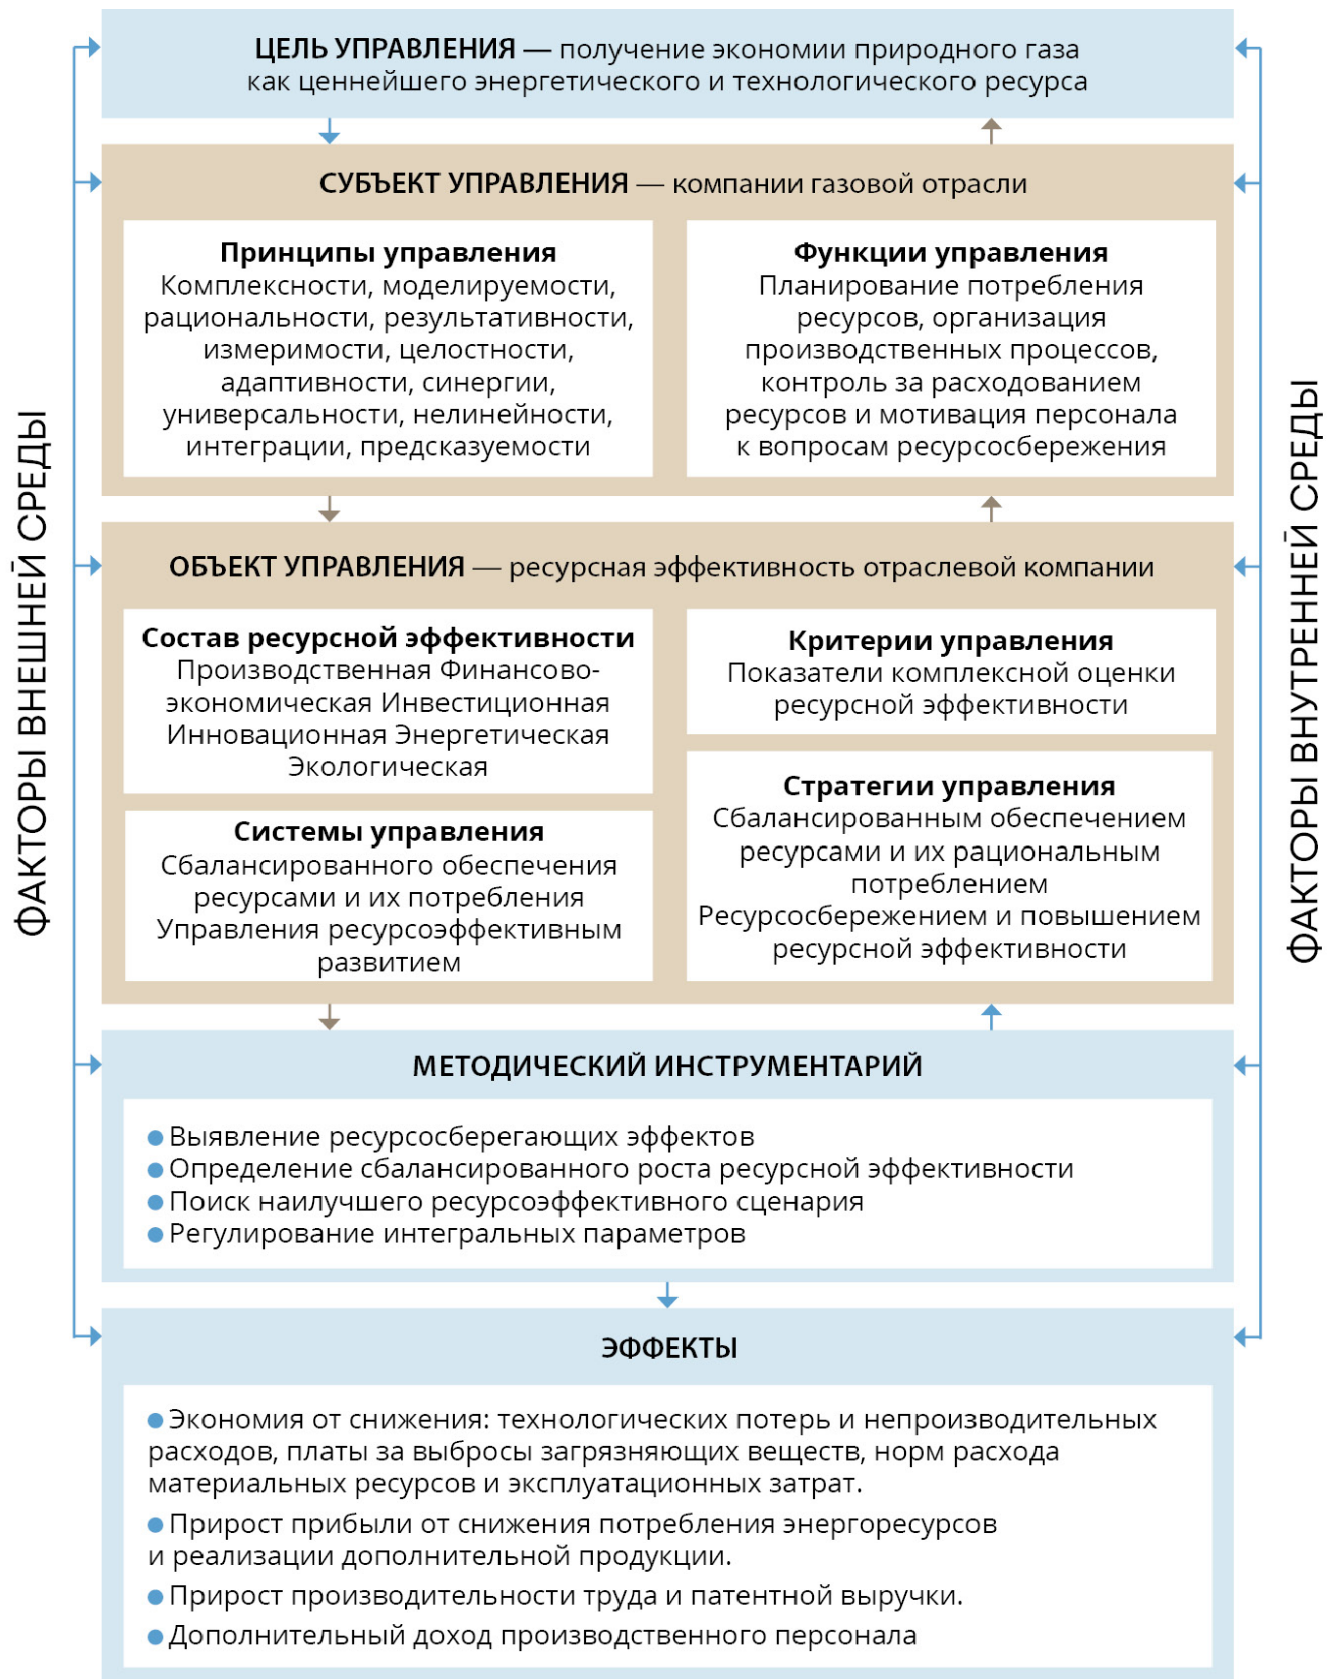 ЦЕЛЬ УПРАВЛЕНИЯ — получение экономии природного газа
как ценнейшего энергетического и технологического ресурса
СУБЪЕКТ УПРАВЛЕНИЯ — компании газовой отрасли
Принципы управления
Комплексности, моделируемости,
рациональности, результативности,
измеримости, целостности,
адаптивности, синергии,
универсальности, нелинейности,
интеграции, предсказуемости
Функции управления
Планирование потребления
ресурсов, организация
производственных процессов,
контроль за расходованием
ресурсов и мотивация персонала
к вопросам ресурсосбережения
ОБЪЕКТ УПРАВЛЕНИЯ — ресурсная эффективность отраслевой компании
Состав ресурсной эффективности
Производственная Финансово-
экономическая Инвестиционная
Инновационная Энергетическая
Экологическая
Системы управления
Сбалансированного обеспечения
ресурсами и их потребления
Управления ресурсоэффективным
развитием
Критерии управления
Показатели комплексной оценки
ресурсной эффективности
Стратегии управления
Сбалансированным обеспечением
ресурсами и их рациональным
потреблением
Ресурсосбережением и повышением
ресурсной эффективности
МЕТОДИЧЕСКИЙ ИНСТРУМЕНТАРИЙ
● Выявление ресурсосберегающих эффектов
● Определение сбалансированного роста ресурсной эффективности
● Поиск наилучшего ресурсоэффективного сценария
● Регулирование интегральных параметров
ЭФФЕКТЫ
● Экономия от снижения: технологических потерь и непроизводительных
расходов, платы за выбросы загрязняющих веществ, норм расхода
материальных ресурсов и эксплуатационных затрат.
● Прирост прибыли от снижения потребления энергоресурсов
и реализации дополнительной продукции.
● Прирост производительности труда и патентной выручки.
● Дополнительный доход производственного персонала
ФАКТОРЫ ВНЕШНЕЙ СРЕДЫ
ФАКТОРЫ ВНУТРЕННЕЙ СРЕДЫ